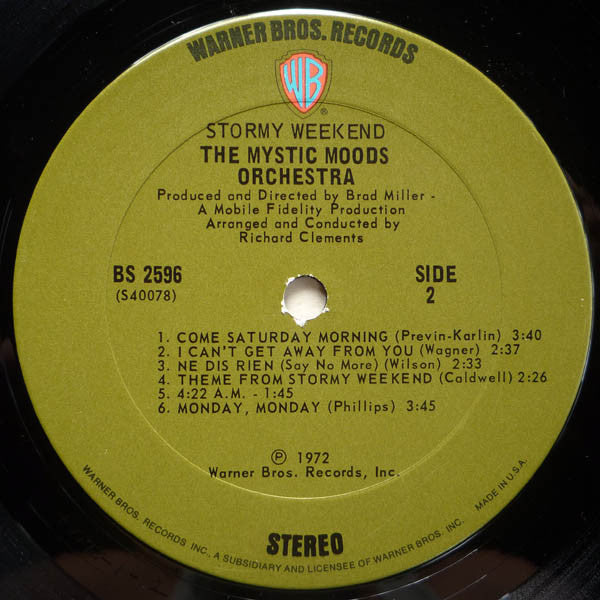 WARNER BROS. RECORDS
WB
STORMY WEEKEND
THE MYSTIC MOODS
ORCHESTRA
Produced and Directed by Brad Miller -
A Mobile Fidelity Production
Arranged and Conducted by
Richard Clements
BS 2596
(S40078)
SIDE
2
1. COME SATURDAY MORNING (Previn-Karlin) 3:40
2. I CAN'T GET AWAY FROM YOU (Wagner) 2:37
3. NE DIS RIEN (Say No More) (Wilson) 2:33
4. THEME FROM STORMY WEEKEND (Caldwell) 2:26
5. 4:22 A.M. - 1:45
6. MONDAY, MONDAY (Phillips) 3:45
Ⓟ 1972
Warner Bros. Records, Inc.
STEREO
WARNER BROS. RECORDS INC., A SUBSIDIARY AND LICENSEE OF WARNER BROS. INC.
MADE IN U.S.A.